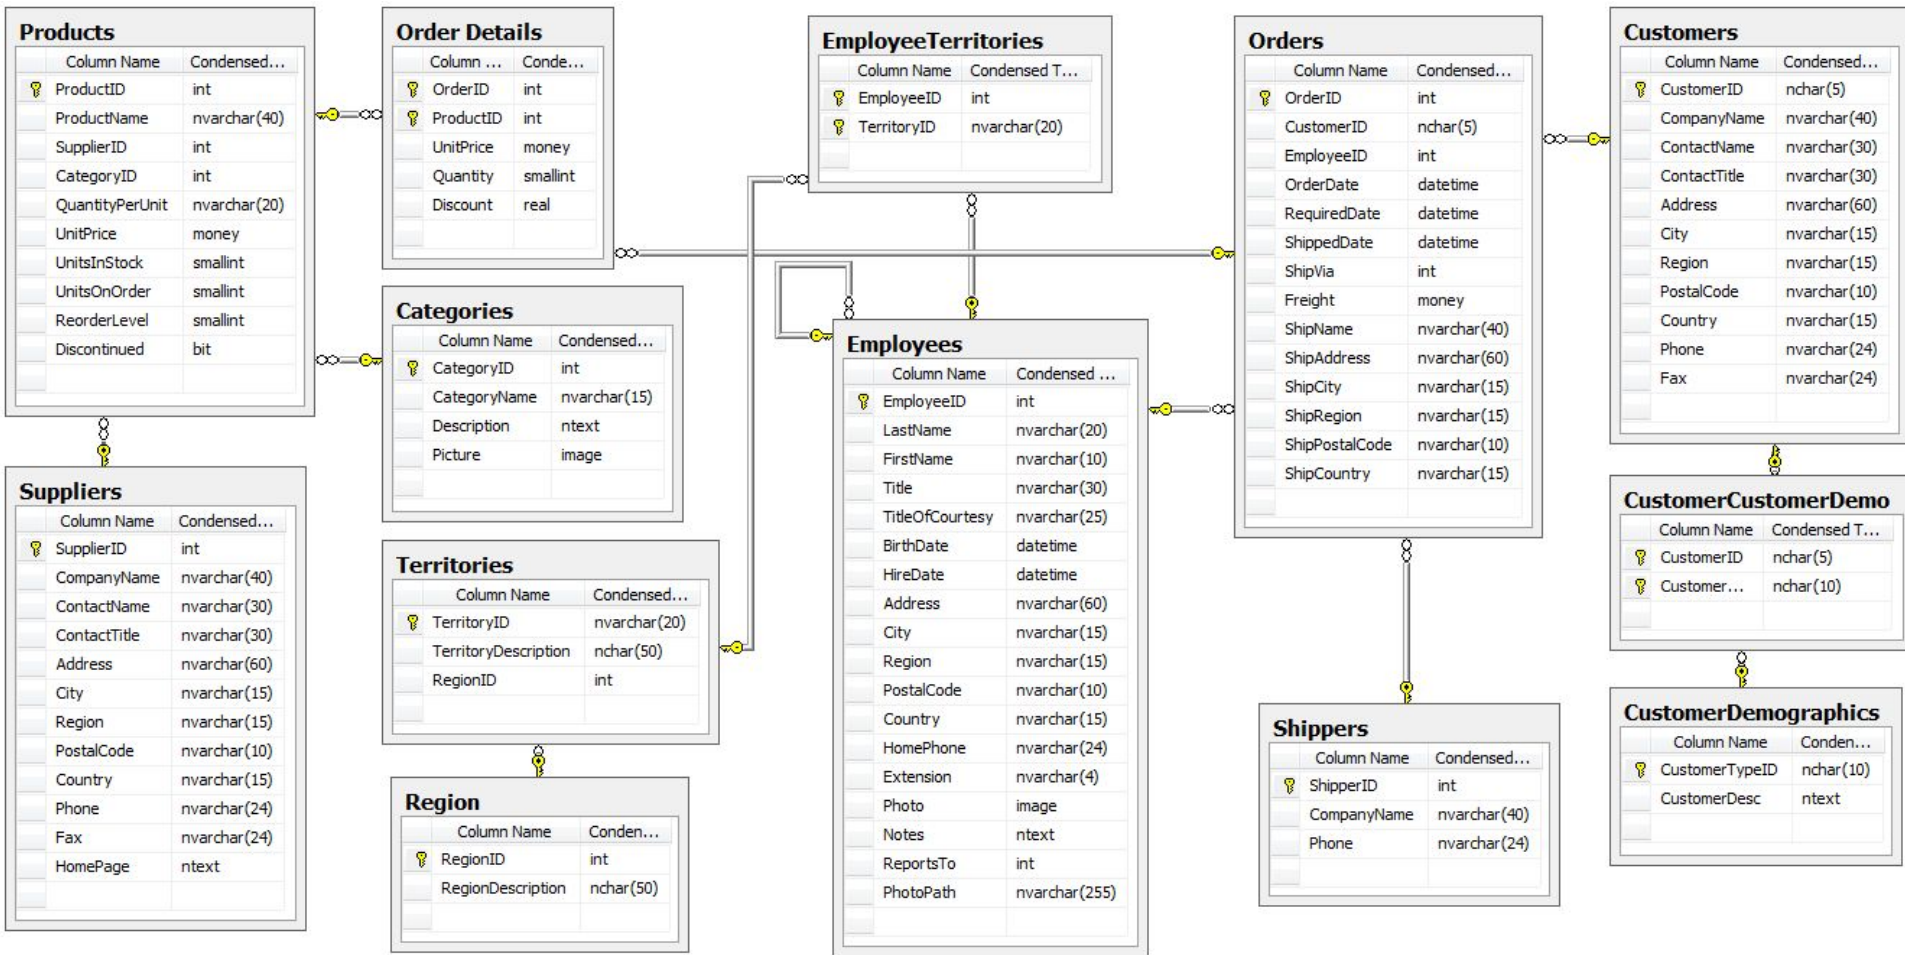 Products
Column Name Condensed...
ProductID int
ProductName nvarchar(40)
SupplierID int
CategoryID int
QuantityPerUnit nvarchar(20)
UnitPrice money
UnitsInStock smallint
UnitsOnOrder smallint
ReorderLevel smallint
Discontinued bit
Suppliers
Column Name Condensed...
SupplierID int
CompanyName nvarchar(40)
ContactName nvarchar(30)
ContactTitle nvarchar(30)
Address nvarchar(60)
City nvarchar(15)
Region nvarchar(15)
PostalCode nvarchar(10)
Country nvarchar(15)
Phone nvarchar(24)
Fax nvarchar(24)
HomePage ntext
Order Details
Column ... Conde...
OrderID int
ProductID int
UnitPrice money
Quantity smallint
Discount real
Categories
Column Name Condensed...
CategoryID int
CategoryName nvarchar(15)
Description ntext
Picture image
Territories
Column Name Condensed...
TerritoryID nvarchar(20)
TerritoryDescription nchar(50)
RegionID int
Region
Column Name Conden...
RegionID int
RegionDescription nchar(50)
EmployeeTerritories
Column Name Condensed T...
EmployeeID int
TerritoryID nvarchar(20)
Employees
Column Name Condensed ...
EmployeeID int
LastName nvarchar(20)
FirstName nvarchar(10)
Title nvarchar(30)
TitleOfCourtesy nvarchar(25)
BirthDate datetime
HireDate datetime
Address nvarchar(60)
City nvarchar(15)
Region nvarchar(15)
PostalCode nvarchar(10)
Country nvarchar(15)
HomePhone nvarchar(24)
Extension nvarchar(4)
Photo image
Notes ntext
ReportsTo int
PhotoPath nvarchar(255)
Orders
Column Name Condensed...
OrderID int
CustomerID nchar(5)
EmployeeID int
OrderDate datetime
RequiredDate datetime
ShippedDate datetime
ShipVia int
Freight money
ShipName nvarchar(40)
ShipAddress nvarchar(60)
ShipCity nvarchar(15)
ShipRegion nvarchar(15)
ShipPostalCode nvarchar(10)
ShipCountry nvarchar(15)
Shippers
Column Name Condensed...
ShipperID int
CompanyName nvarchar(40)
Phone nvarchar(24)
Customers
Column Name Condensed...
CustomerID nchar(5)
CompanyName nvarchar(40)
ContactName nvarchar(30)
ContactTitle nvarchar(30)
Address nvarchar(60)
City nvarchar(15)
Region nvarchar(15)
PostalCode nvarchar(10)
Country nvarchar(15)
Phone nvarchar(24)
Fax nvarchar(24)
CustomerCustomerDemo
Column Name Condensed T...
CustomerID nchar(5)
Customer... nchar(10)
CustomerDemographics
Column Name Conden...
CustomerTypeID nchar(10)
CustomerDesc ntext